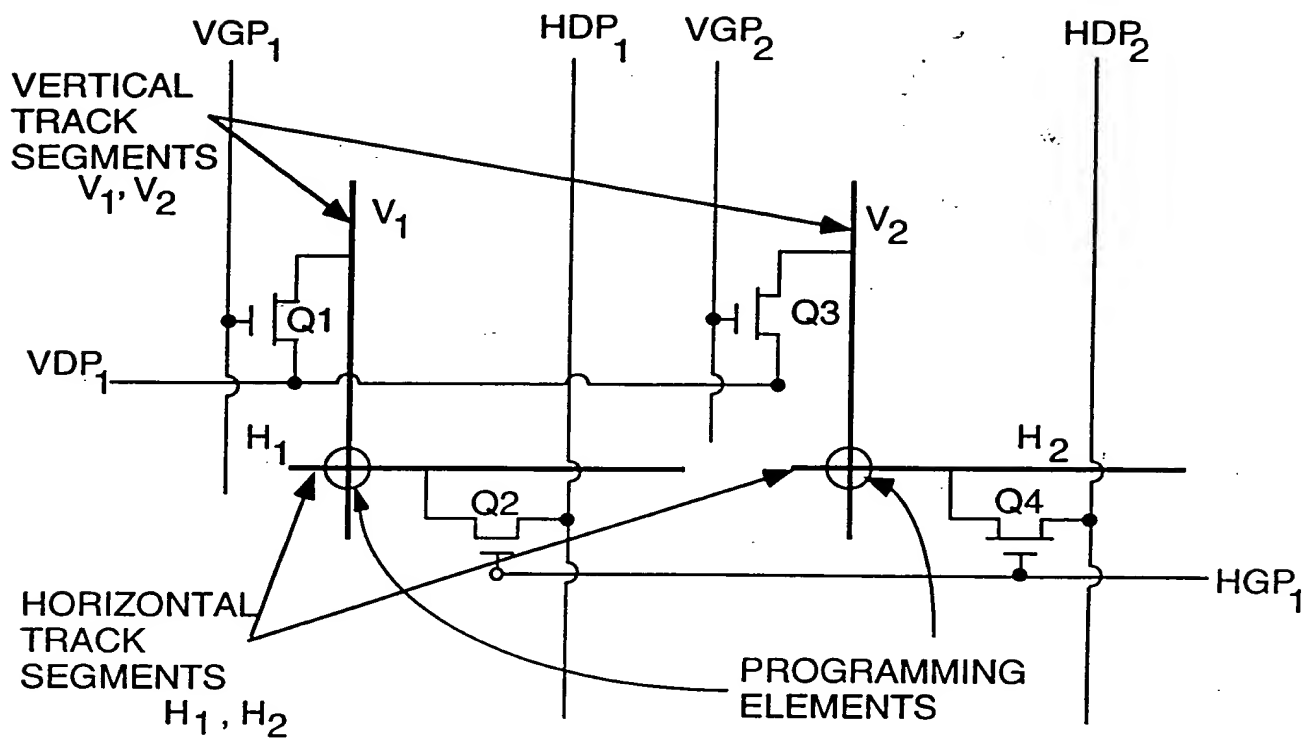 VGP1
HDP1
VGP2
HDP2
VERTICAL
TRACK
SEGMENTS
V1, V2
V1
V2
Q1
Q3
VDP1
H1
H2
Q2
Q4
HGP1
HORIZONTAL
TRACK
SEGMENTS
H1, H2
PROGRAMMING
ELEMENTS